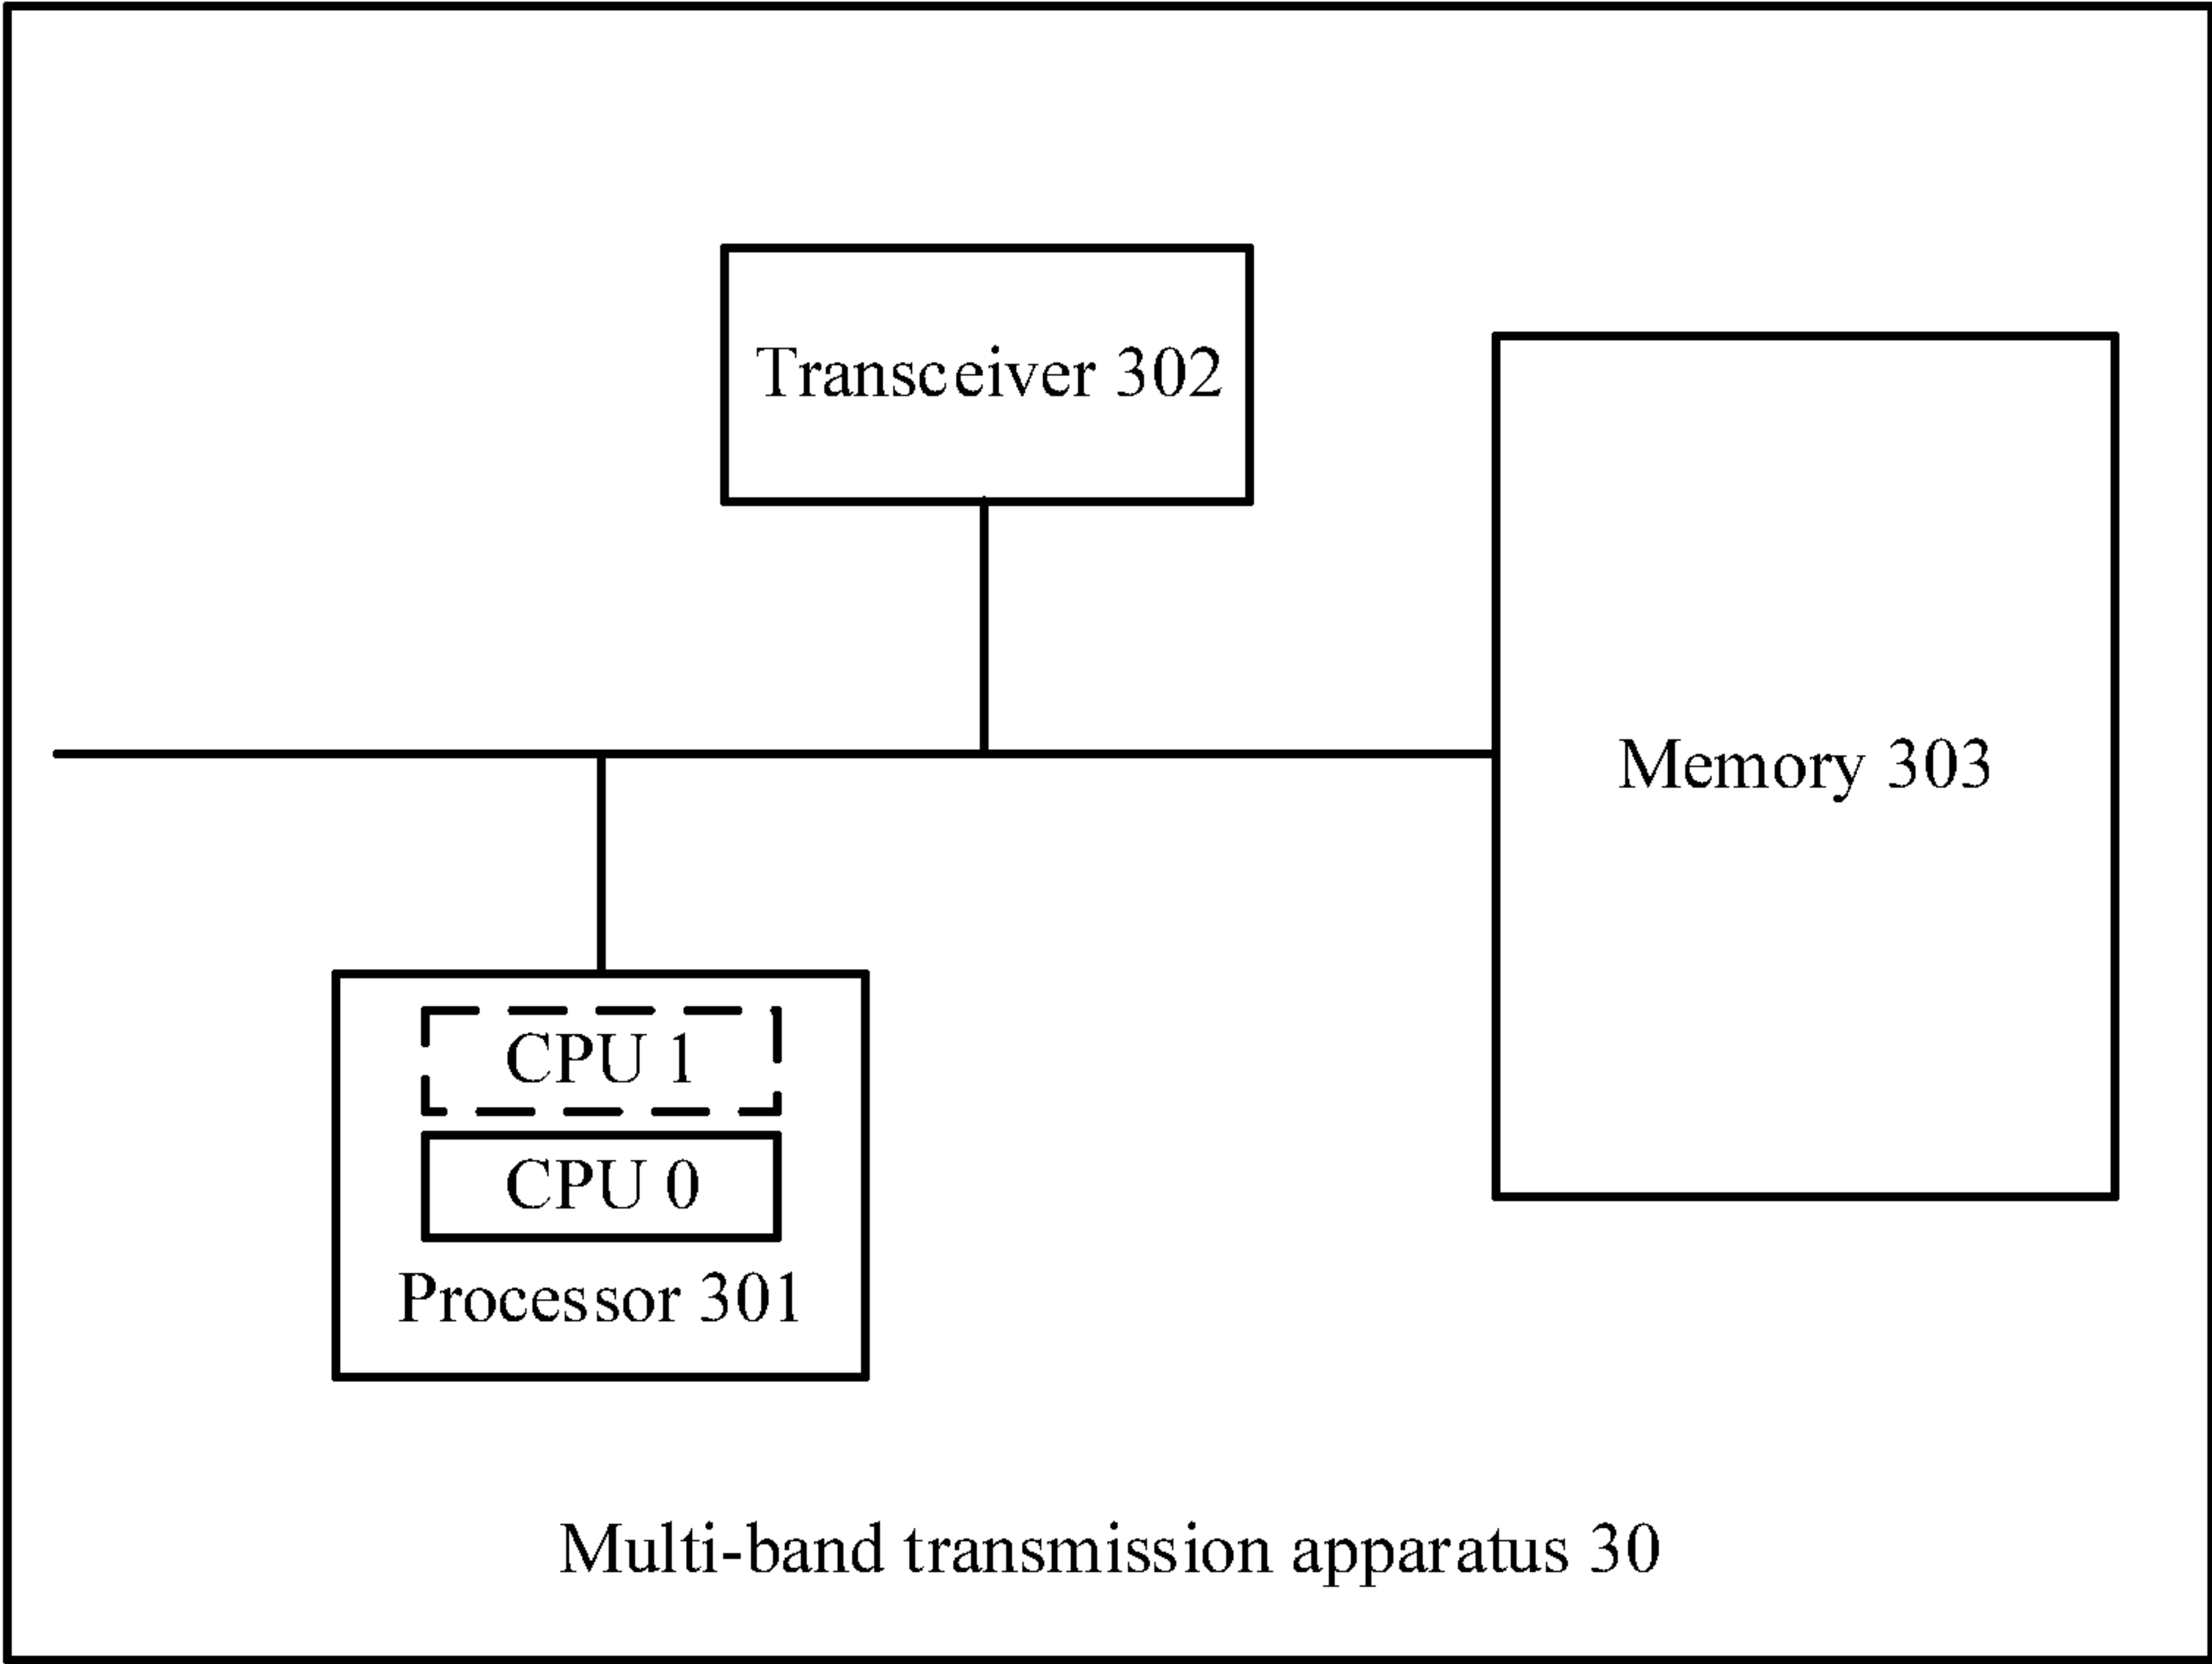 Transceiver 302
Memory 303
CPU 1
CPU 0
Processor 301
Multi-band transmission apparatus 30